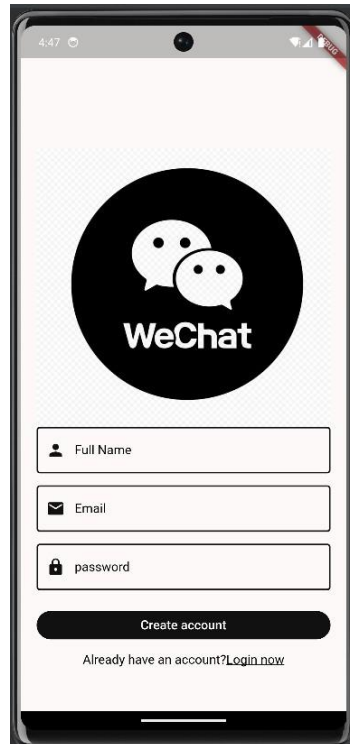 4:47
DEBUG
WeChat
Full Name
Email
password
Create account
Already have an account?Login now